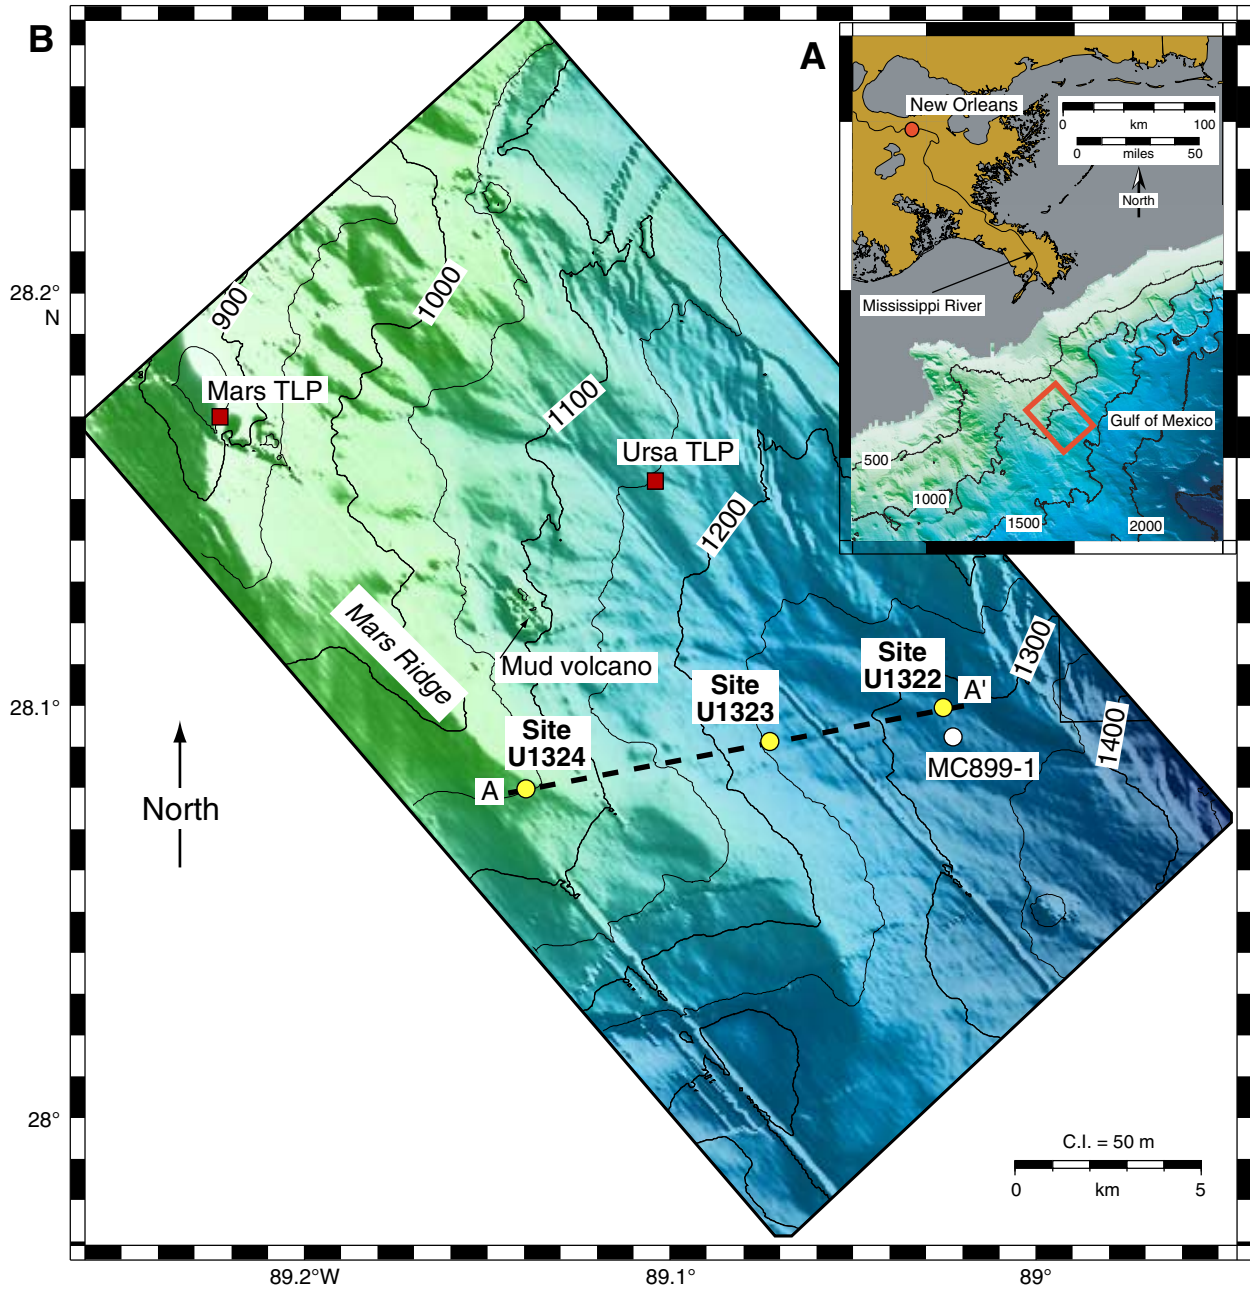 B
A
New Orleans
0 km 100
0 miles 50
North
Mississippi River
Gulf of Mexico
500
1000
1500
2000
28.2°
N
900
1000
Mars TLP
1100
Ursa TLP
1200
Mars Ridge
Mud volcano
1300
Site
U1322
A'
Site
U1323
28.1°
Site
U1324
A
MC899-1
1400
North
28°
C.I. = 50 m
0 km 5
89.2°W
89.1°
89°